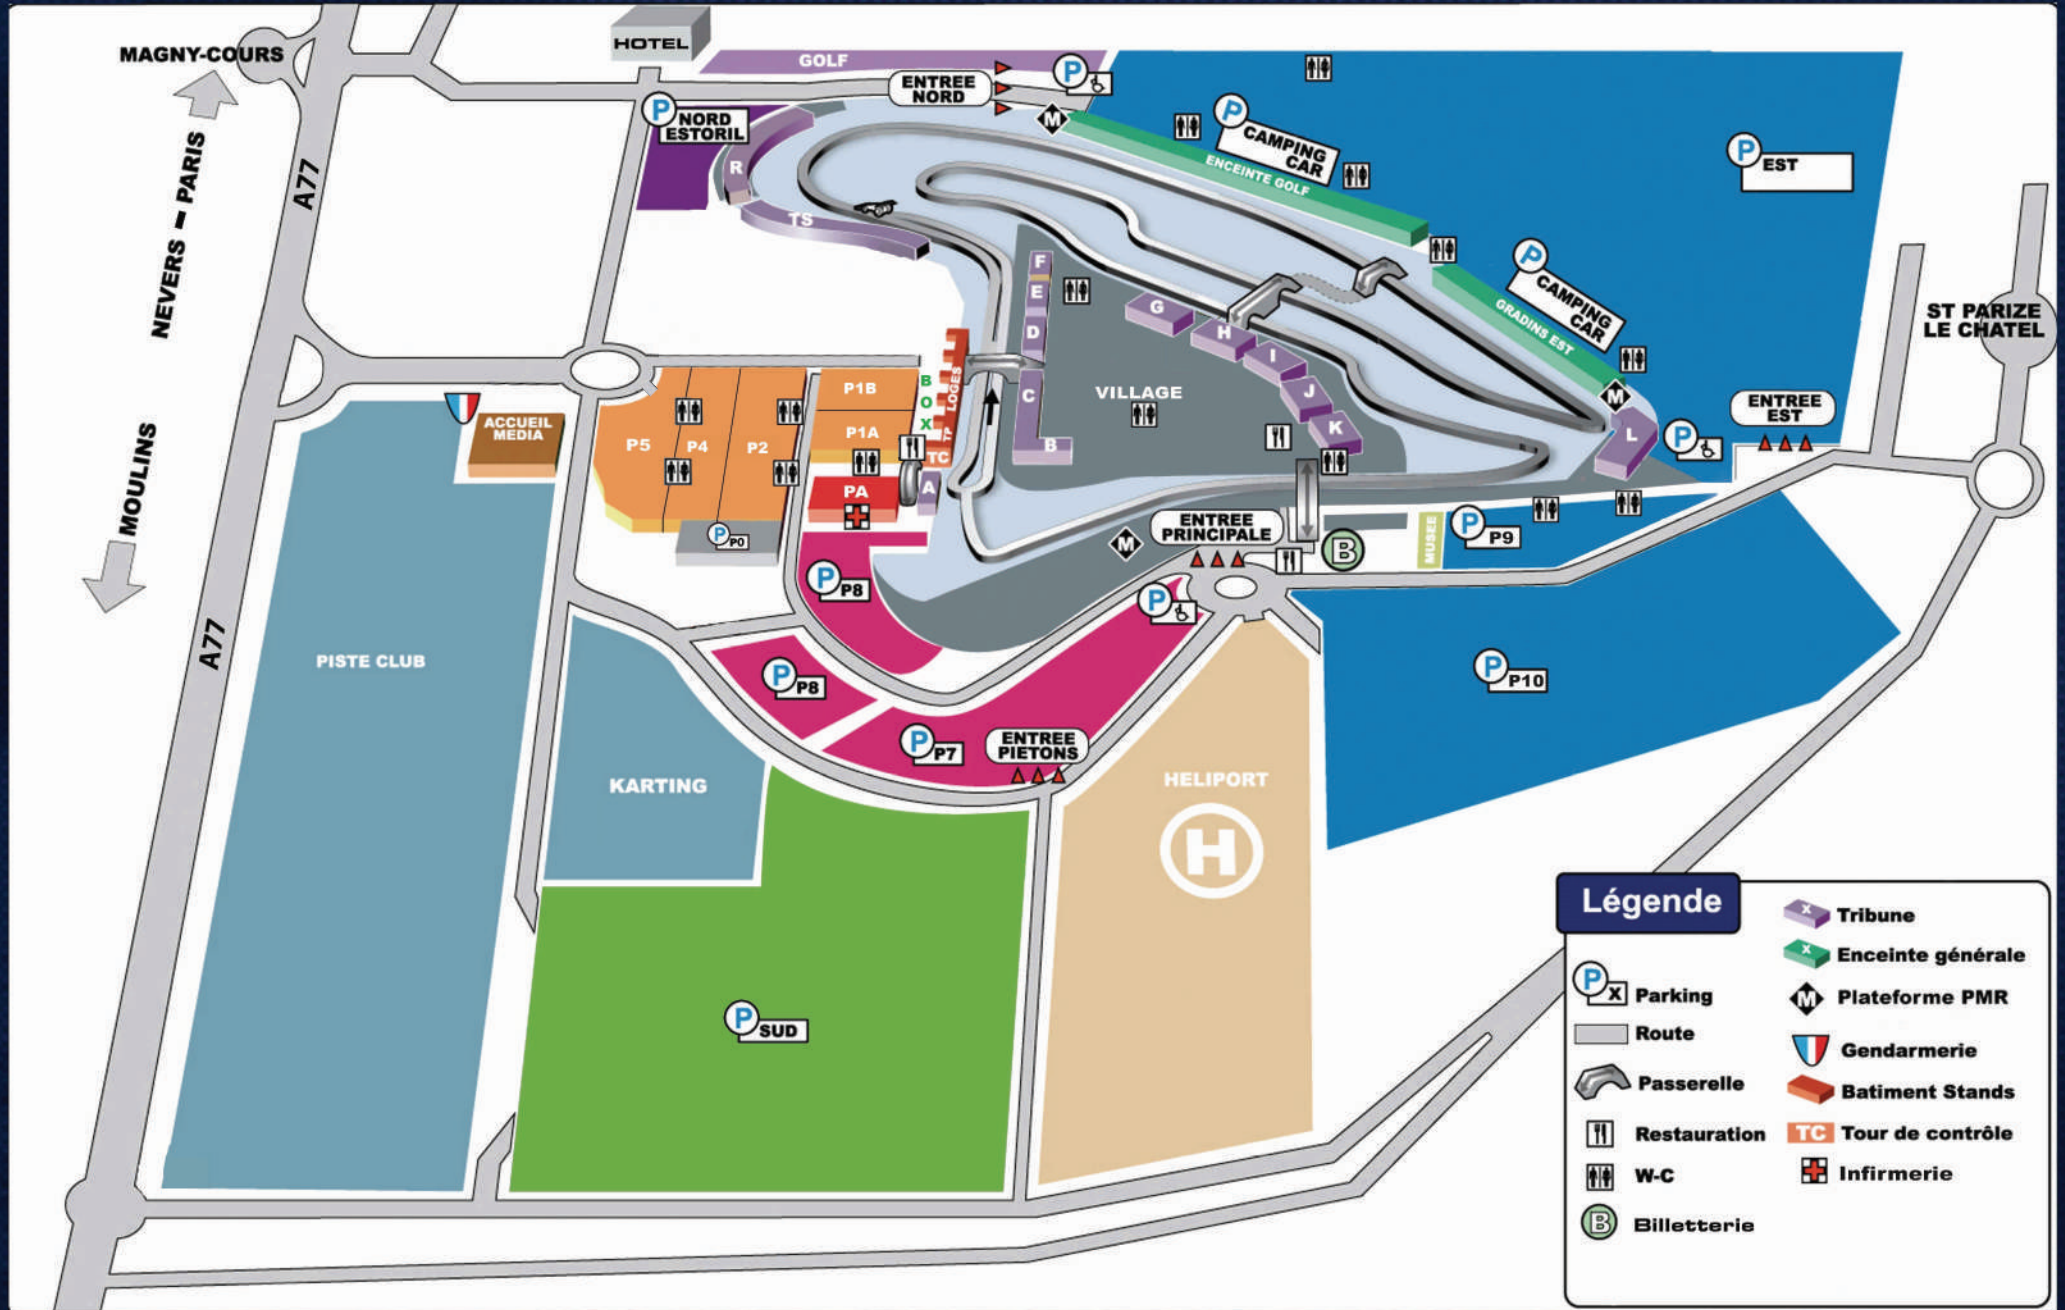 HOTEL
MAGNY-COURS
GOLF
P
ENTREE
NORD
P
NORD
ESTORIL
M
P
CAMPING
CAR
ENCEINTE GOLF
P
EST
NEVERS - PARIS
A77
R
TS
F
E
D
C
B
G
H
I
J
K
L
P
CAMPING
CAR
GRADINS EST
M
ST PARIZE
LE CHATEL
VILLAGE
ENTREE
EST
P
LOGES
BOX
TP
TC
A
P1B
P1A
PA
P5
P4
P2
P
P0
ACCUEIL
MEDIA
MOULINS
ENTREE
PRINCIPALE
M
B
MUSEE
P
P9
P
P8
P
P
P8
P
P7
ENTREE
PIETONS
P
P10
A77
PISTE CLUB
KARTING
HELIPORT
H
P
SUD
Légende
X
Tribune
X
Enceinte générale
P
X
Parking
M
Plateforme PMR
Route
Gendarmerie
Passerelle
Batiment Stands
Restauration
TC
Tour de contrôle
W-C
Infirmerie
B
Billetterie